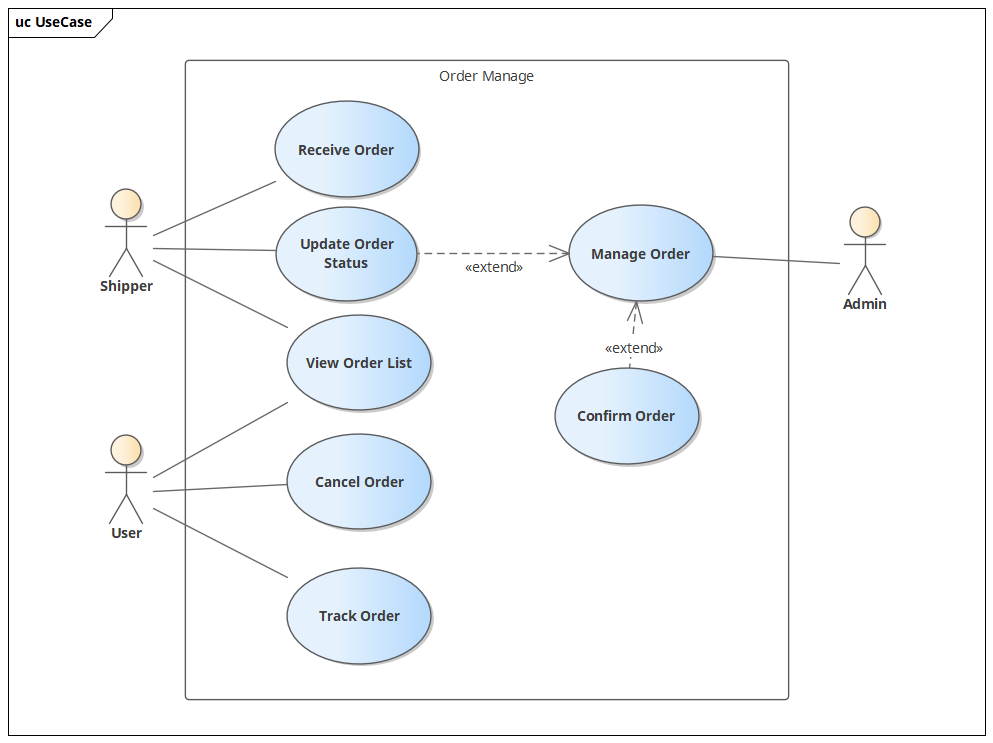 uc UseCase
Order Manage
Receive Order
Shipper
Update Order
Status
«extend»
Manage Order
Admin
View Order List
«extend»
Confirm Order
User
Cancel Order
Track Order